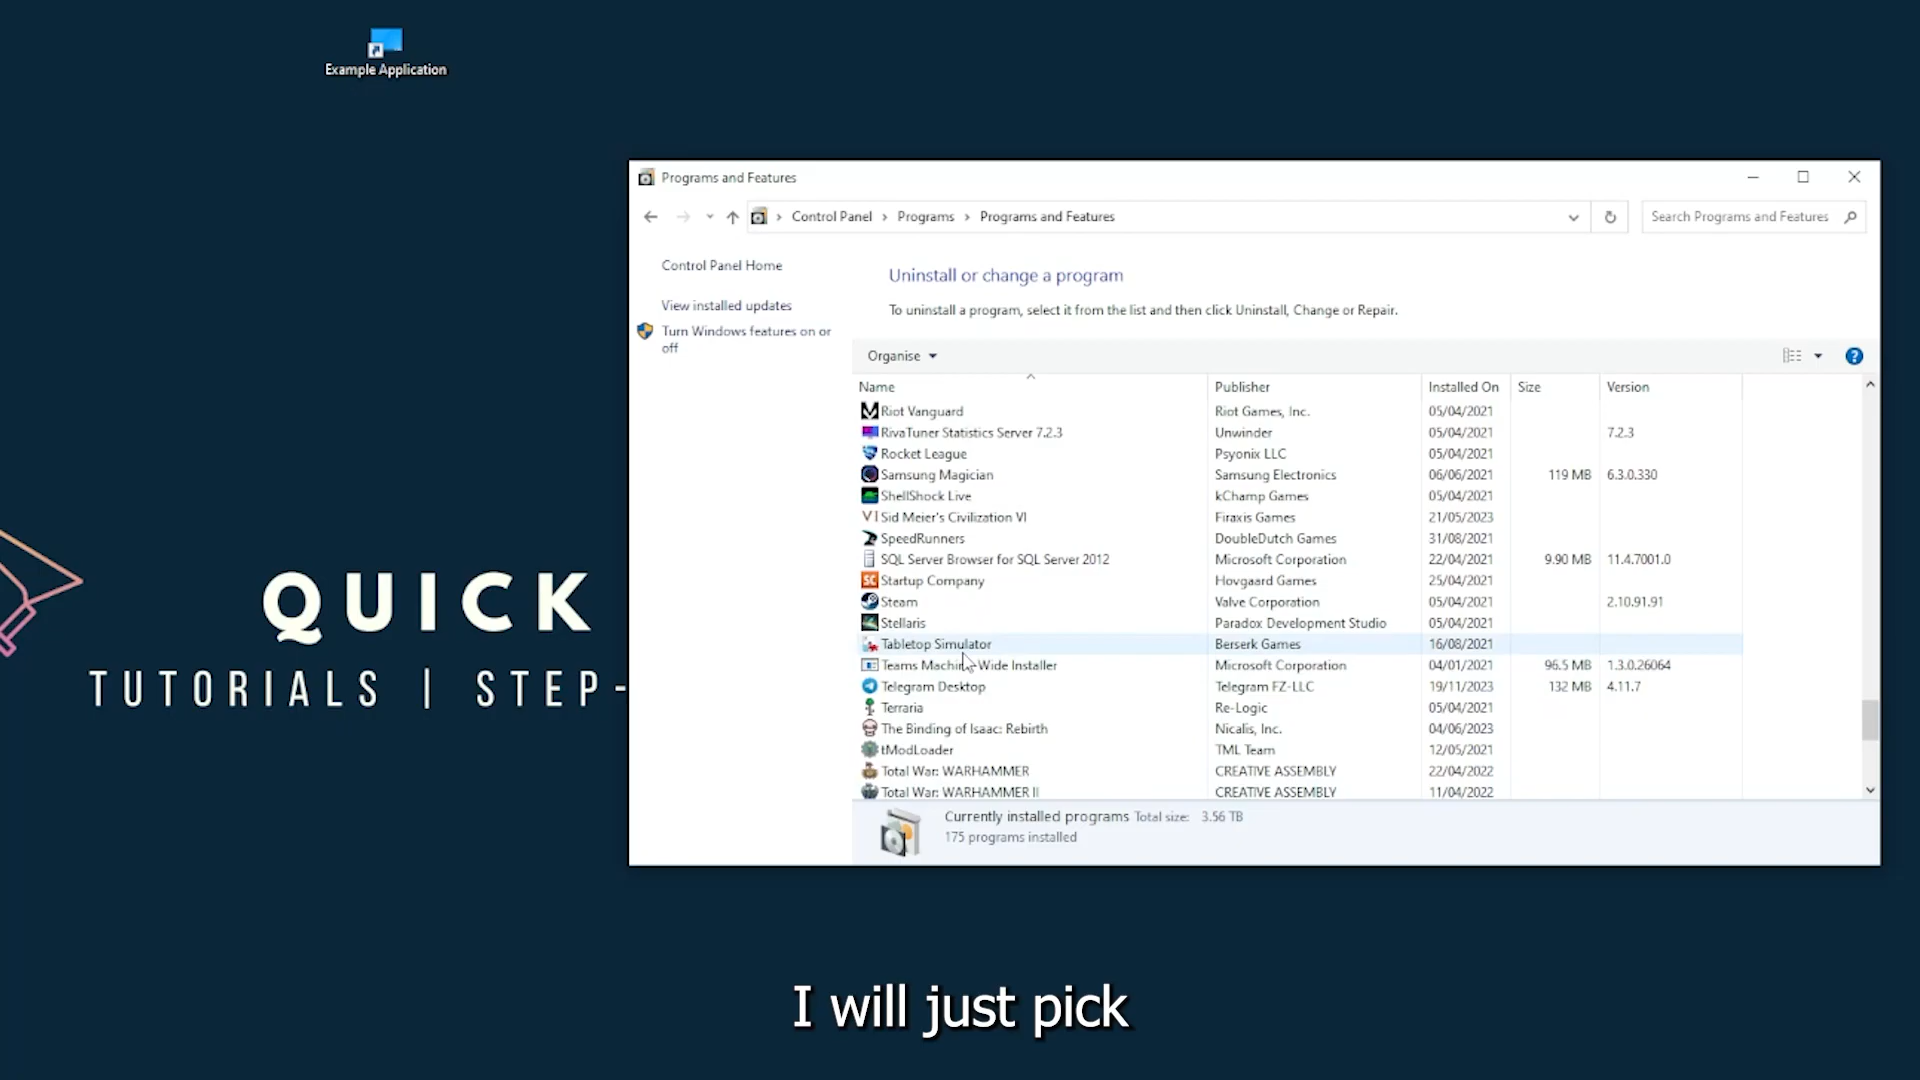 Example Application
QUICK
TUTORIALS | STEP-
Programs and Features
Control Panel > Programs > Programs and Features
Search Programs and Features
Control Panel Home
View installed updates
Turn Windows features on or
off
Uninstall or change a program
To uninstall a program, select it from the list and then click Uninstall, Change or Repair.
Organise
Name Publisher Installed On Size Version
Riot Vanguard Riot Games, Inc. 05/04/2021
RivaTuner Statistics Server 7.2.3 Unwinder 05/04/2021 7.2.3
Rocket League Psyonix LLC 05/04/2021
Samsung Magician Samsung Electronics 06/06/2021 119 MB 6.3.0.330
ShellShock Live kChamp Games 05/04/2021
VI Sid Meier's Civilization VI Firaxis Games 21/05/2023
SpeedRunners DoubleDutch Games 31/08/2021
SQL Server Browser for SQL Server 2012 Microsoft Corporation 22/04/2021 9.90 MB 11.4.7001.0
SC Startup Company Hovgaard Games 25/04/2021
Steam Valve Corporation 05/04/2021 2.10.91.91
Stellaris Paradox Development Studio 05/04/2021
Tabletop Simulator Berserk Games 16/08/2021
Teams Machine-Wide Installer Microsoft Corporation 04/01/2021 96.5 MB 1.3.0.26064
Telegram Desktop Telegram FZ-LLC 19/11/2023 132 MB 4.11.7
Terraria Re-Logic 05/04/2021
The Binding of Isaac: Rebirth Nicalis, Inc. 04/06/2023
tModLoader TML Team 12/05/2021
Total War: WARHAMMER CREATIVE ASSEMBLY 22/04/2022
Total War: WARHAMMER II CREATIVE ASSEMBLY 11/04/2022
Currently installed programs Total size: 3.56 TB
175 programs installed
I will just pick